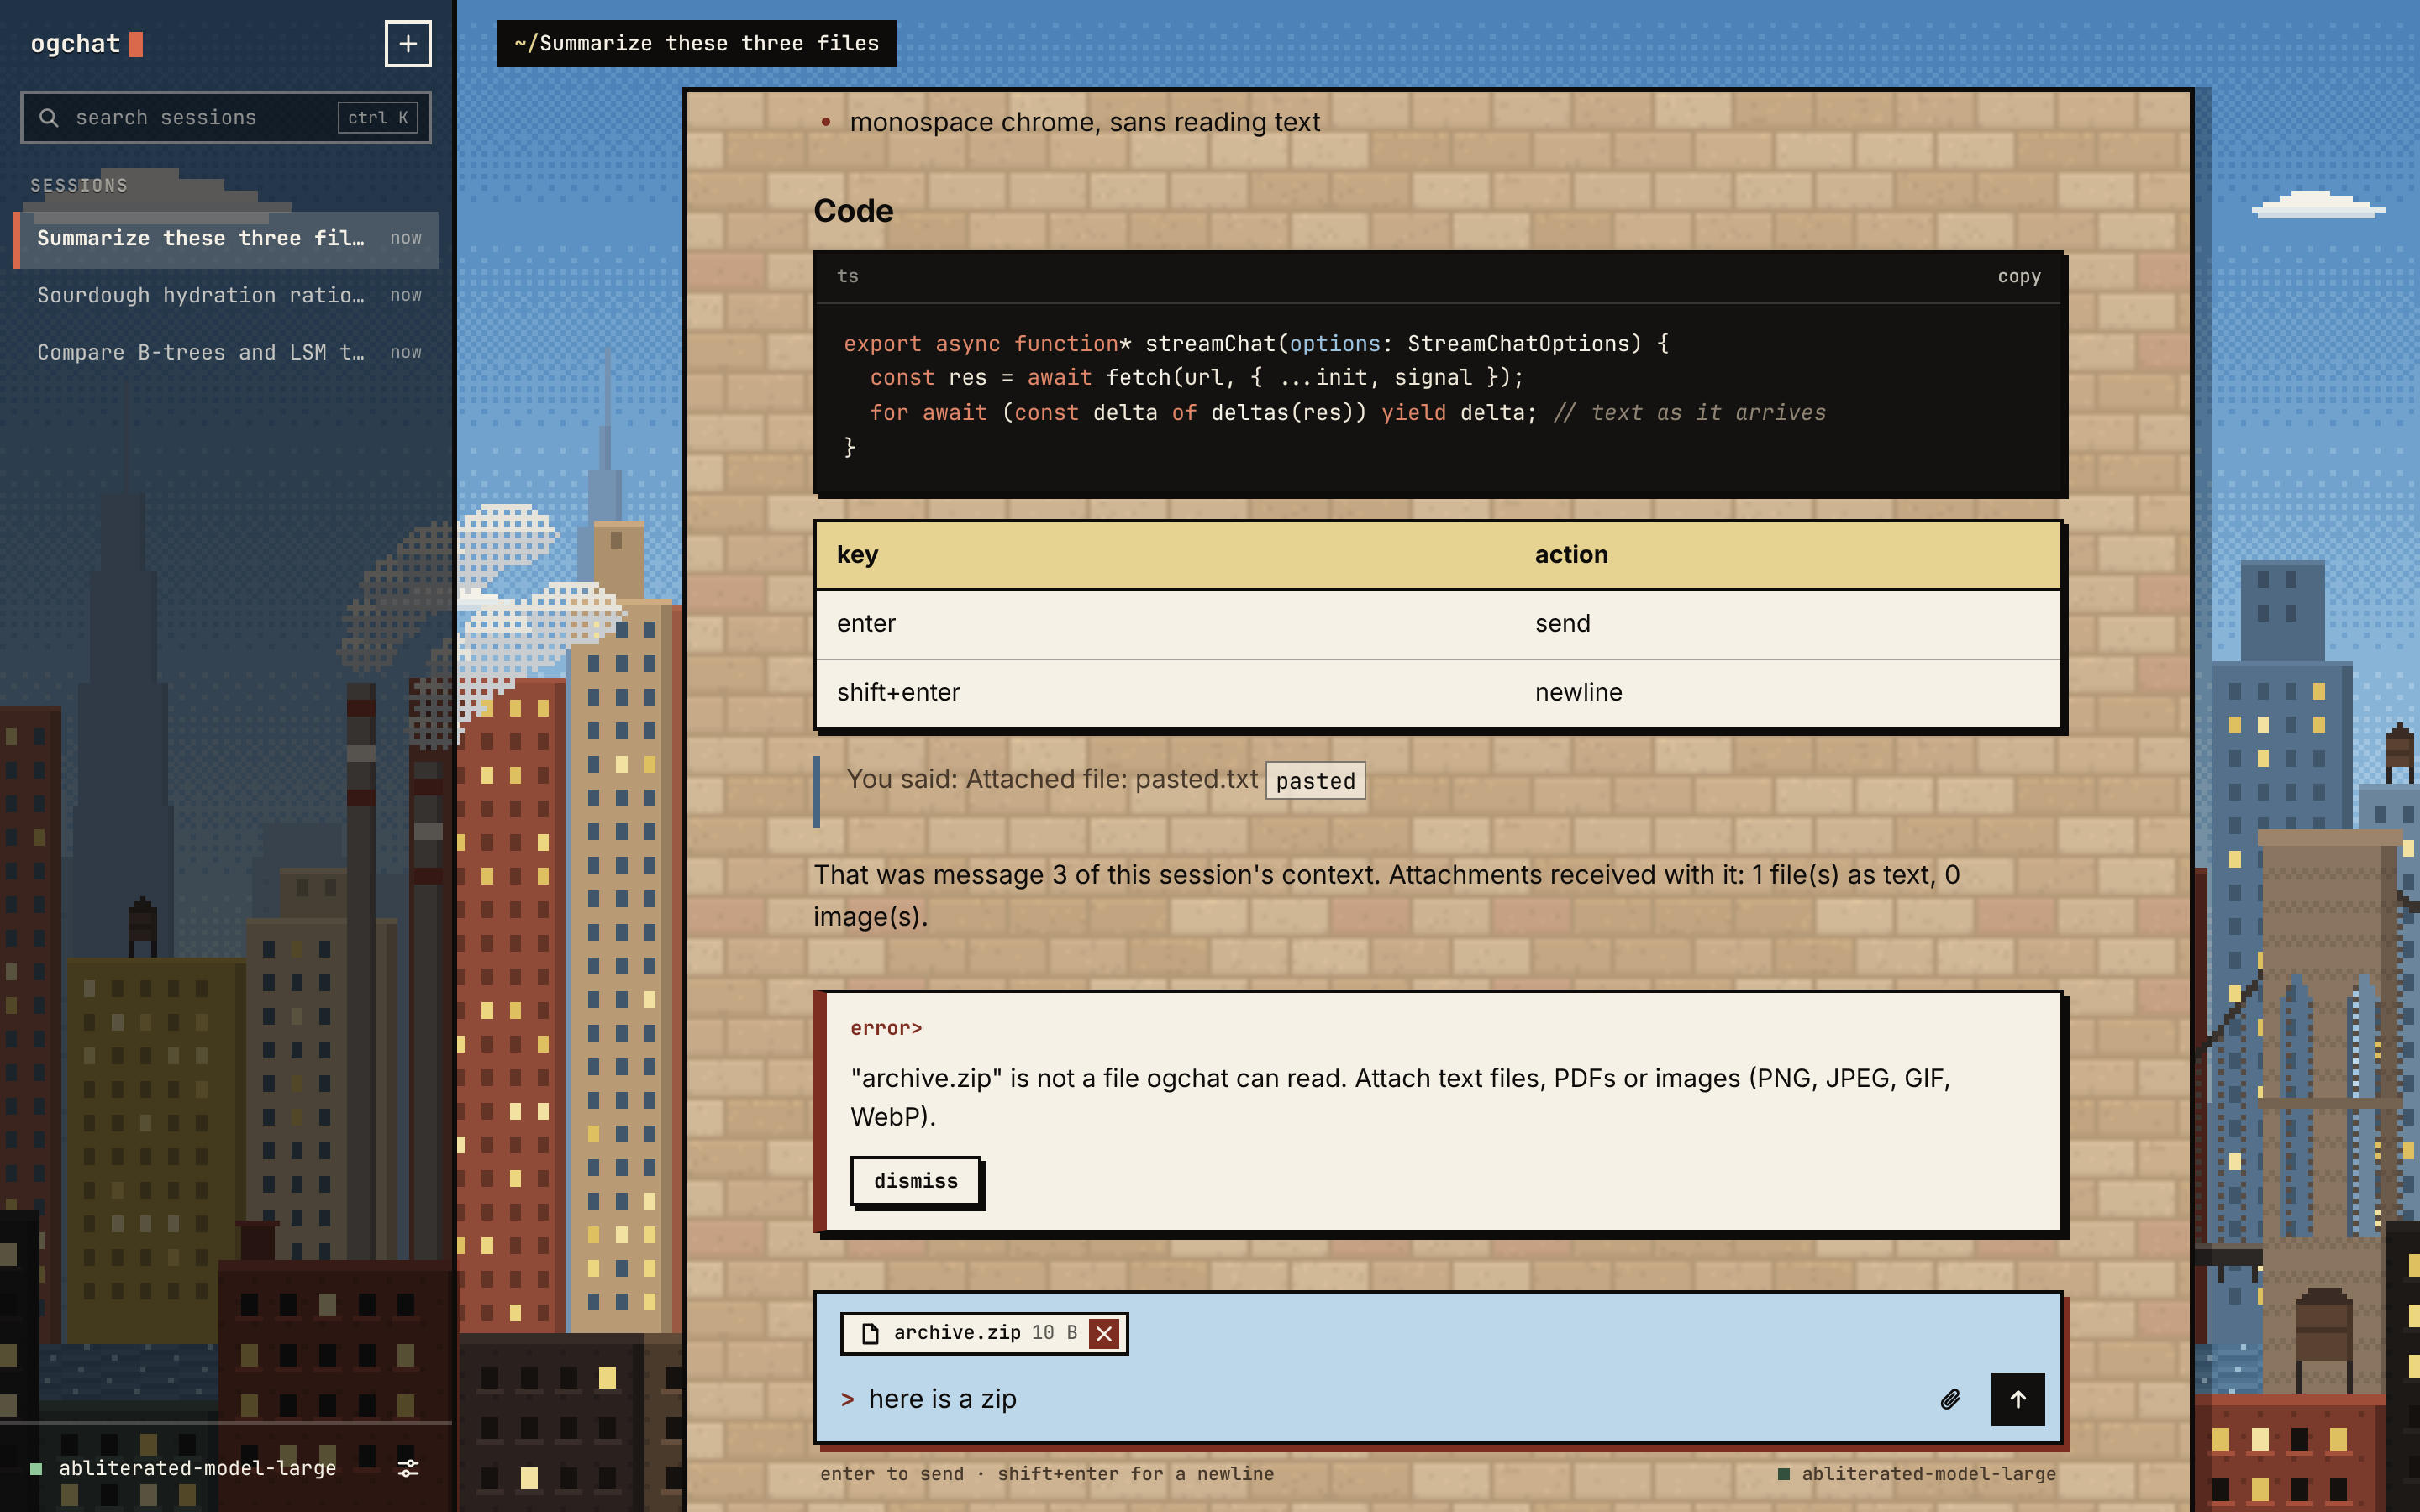 ogchat
+
search sessions ctrl K
SESSIONS
Summarize these three fil… now
Sourdough hydration ratio… now
Compare B-trees and LSM t… now
abliterated-model-large
~/Summarize these three files
• monospace chrome, sans reading text
Code
ts copy
export async function* streamChat(options: StreamChatOptions) {
  const res = await fetch(url, { ...init, signal });
  for await (const delta of deltas(res)) yield delta; // text as it arrives
}
key action
enter send
shift+enter newline
You said: Attached file: pasted.txt pasted
That was message 3 of this session's context. Attachments received with it: 1 file(s) as text, 0
image(s).
error>
"archive.zip" is not a file ogchat can read. Attach text files, PDFs or images (PNG, JPEG, GIF,
WebP).
dismiss
archive.zip 10 B
> here is a zip
enter to send · shift+enter for a newline abliterated-model-large